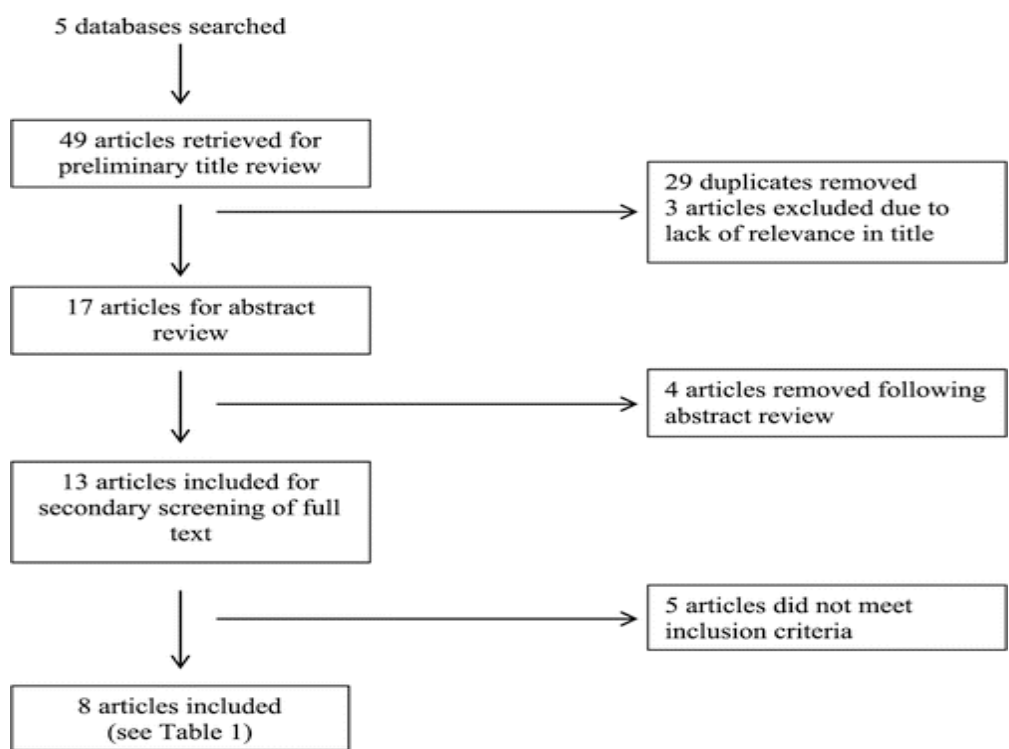 5 databases searched
49 articles retrieved for
preliminary title review
29 duplicates removed
3 articles excluded due to
lack of relevance in title
17 articles for abstract
review
4 articles removed following
abstract review
13 articles included for
secondary screening of full
text
5 articles did not meet
inclusion criteria
8 articles included
(see Table 1)